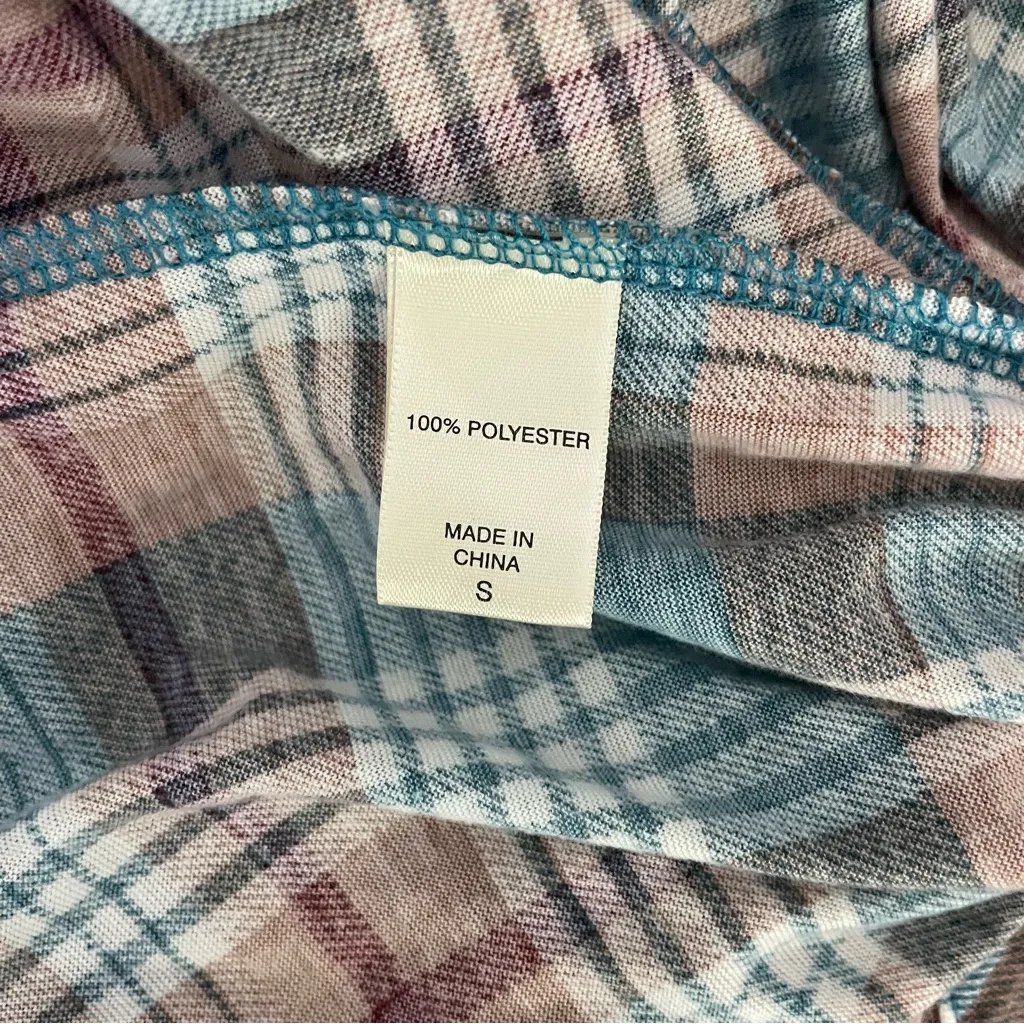 100% POLYESTER
MADE IN
CHINA
S